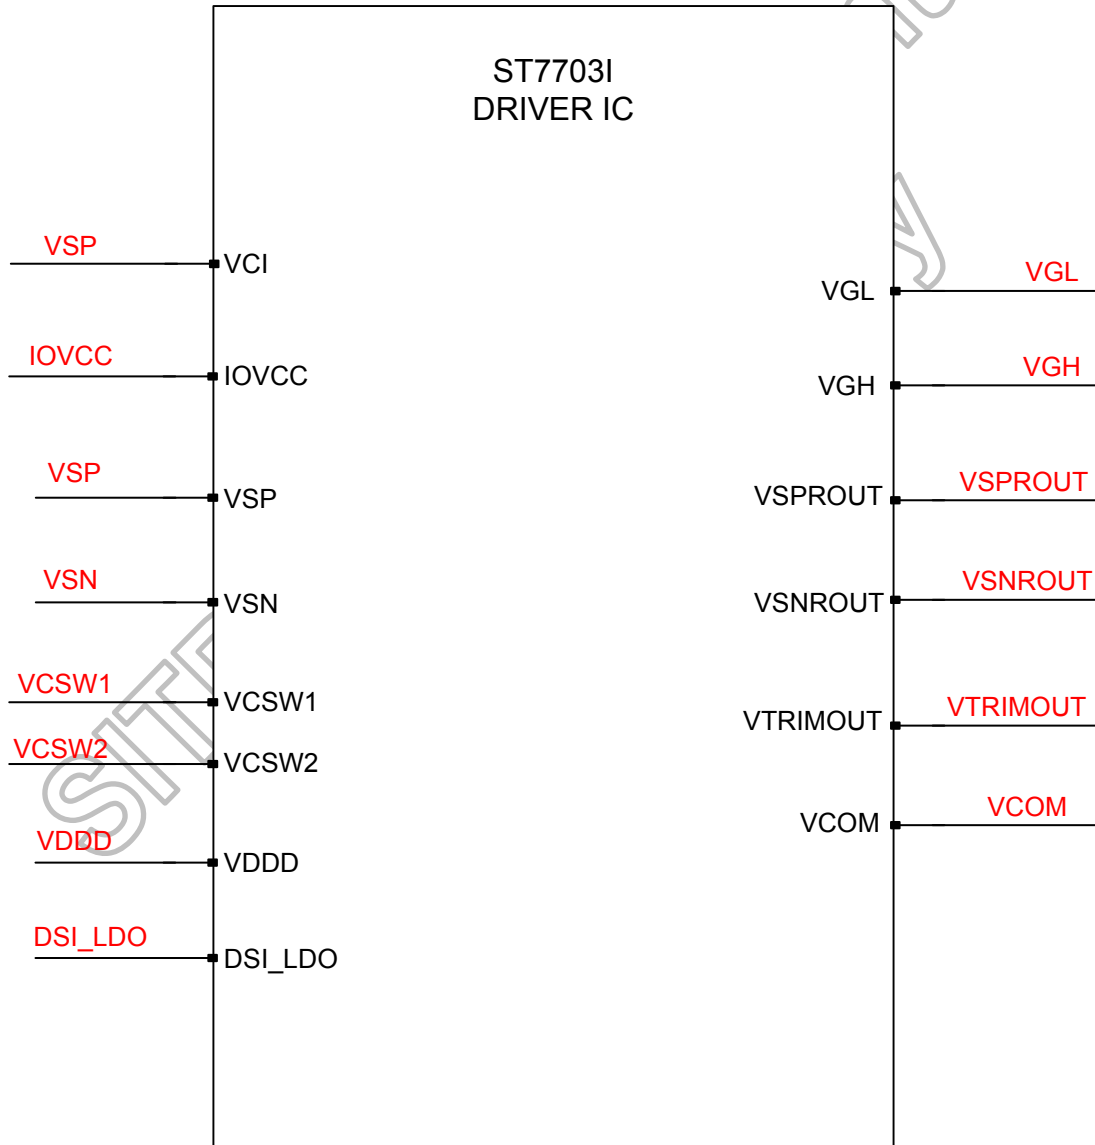 ST7703I
DRIVER IC
VSP
VCI
IOVCC
IOVCC
VSP
VSP
VSN
VSN
VCSW1
VCSW1
VCSW2
VCSW2
VDDD
VDDD
DSI_LDO
DSI_LDO
VGL
VGL
VGH
VGH
VSPROUT
VSPROUT
VSNROUT
VSNROUT
VTRIMOUT
VTRIMOUT
VCOM
VCOM